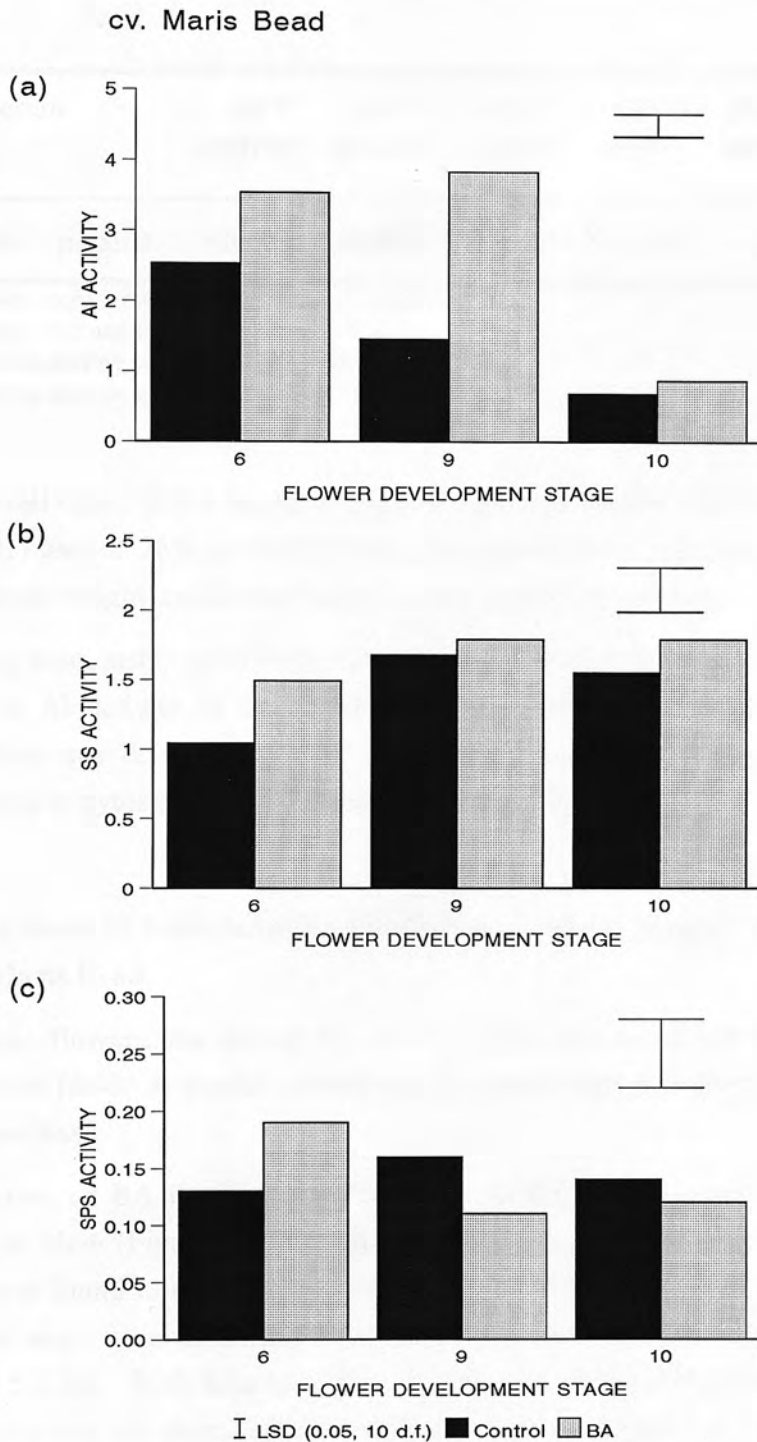 cv. Maris Bead
(a)
5
4
3
2
1
0
AI ACTIVITY
6 9 10
FLOWER DEVELOPMENT STAGE
(b)
2.5
2
1.5
1
0.5
0
SS ACTIVITY
6 9 10
FLOWER DEVELOPMENT STAGE
(c)
0.30
0.25
0.20
0.15
0.10
0.05
0.00
SPS ACTIVITY
6 9 10
FLOWER DEVELOPMENT STAGE
LSD (0.05, 10 d.f.) Control BA